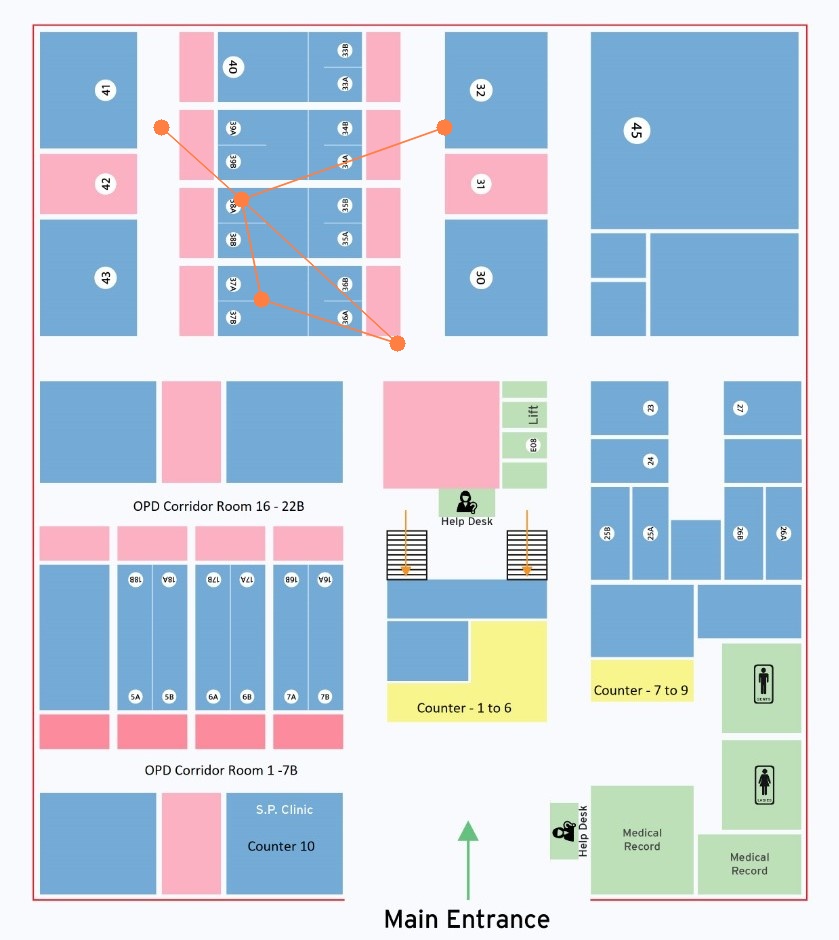 41
40
33B
33A
32
45
39A
34B
39B
34A
42
31
38A
35B
38B
35A
43
30
37A
36B
37B
36A
23
27
Lift
24
E08
OPD Corridor Room 16 - 22B
Help Desk
25B
25A
26B
26A
18B
18A
17B
17A
16B
16A
5A
5B
6A
6B
7A
7B
Counter - 7 to 9
Counter - 1 to 6
GENTS
OPD Corridor Room 1 -7B
LADIES
S.P. Clinic
Counter 10
Help Desk
Medical
Record
Medical
Record
Main Entrance